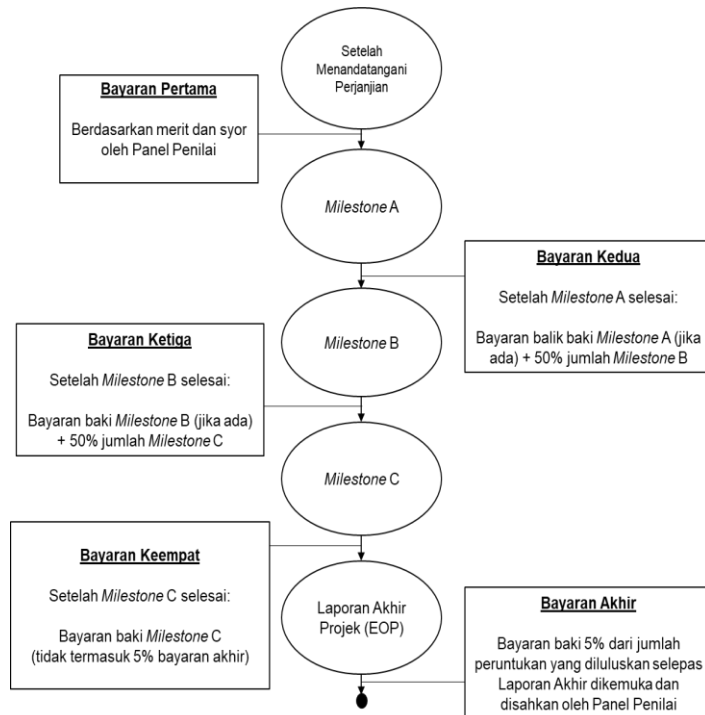 Setelah
Menandatangani
Perjanjian
Bayaran Pertama
Berdasarkan merit dan syor
oleh Panel Penilai
Milestone A
Bayaran Kedua
Setelah Milestone A selesai:
Bayaran balik baki Milestone A (jika
ada) + 50% jumlah Milestone B
Milestone B
Bayaran Ketiga
Setelah Milestone B selesai:
Bayaran baki Milestone B (jika ada)
+ 50% jumlah Milestone C
Milestone C
Bayaran Keempat
Setelah Milestone C selesai:
Bayaran baki Milestone C
(tidak termasuk 5% bayaran akhir)
Laporan Akhir
Projek (EOP)
Bayaran Akhir
Bayaran baki 5% dari jumlah
peruntukan yang diluluskan selepas
Laporan Akhir dikemuka dan
disahkan oleh Panel Penilai